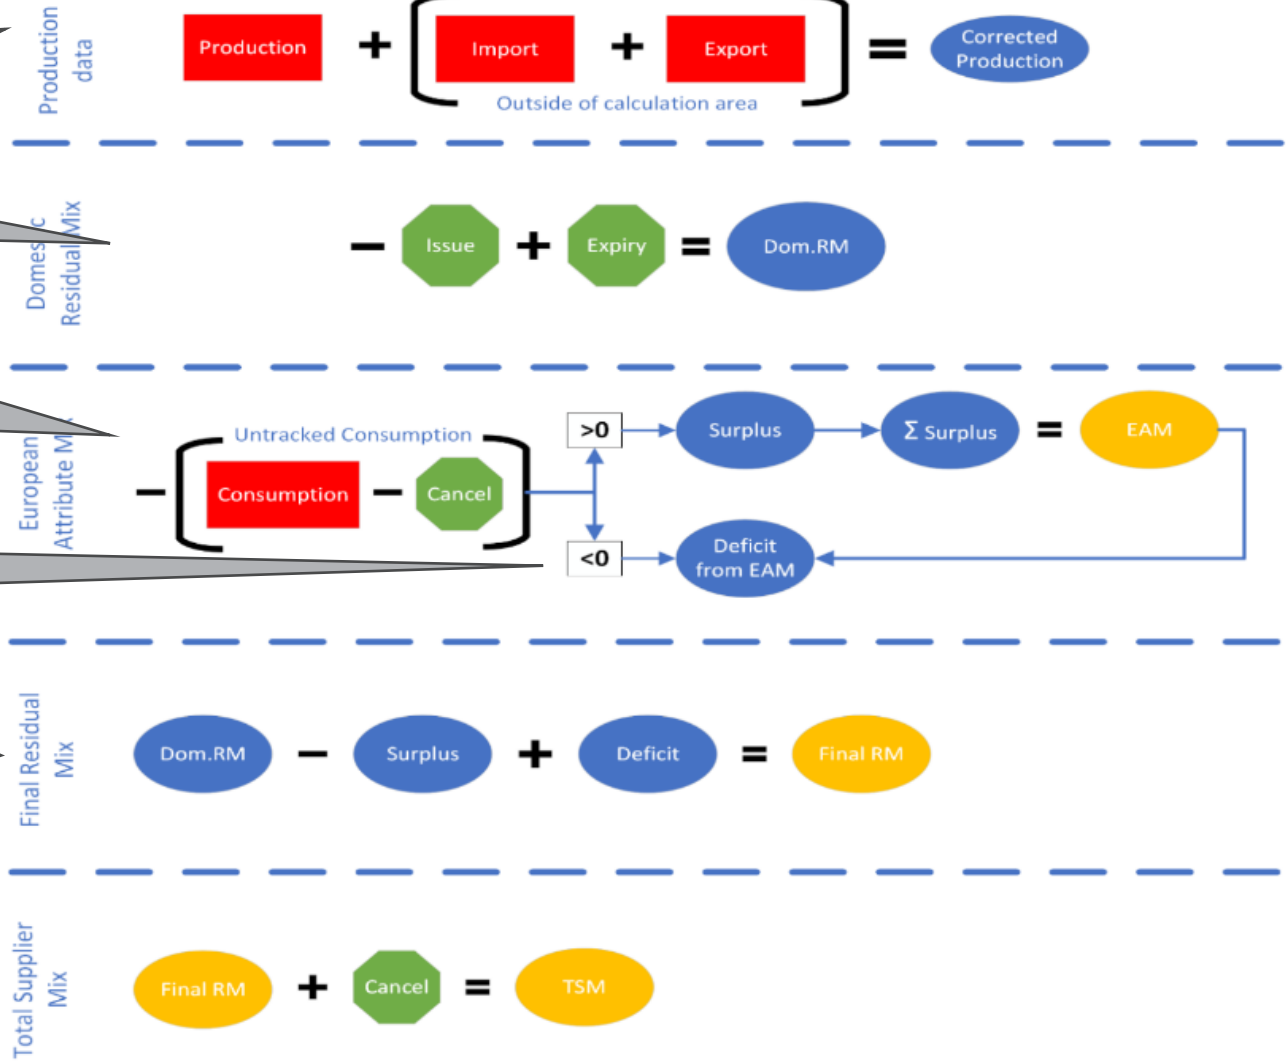 Production
data
Production + Import + Export = Corrected
Production
Outside of calculation area
Domestic
Residual Mix
− Issue + Expiry = Dom.RM
European
Attribute
Untracked Consumption
− Consumption − Cancel
>0
Surplus
Σ Surplus = EAM
<0
Deficit
from EAM
Final Residual
Mix
Dom.RM − Surplus + Deficit = Final RM
Total Supplier
Mix
Final RM + Cancel = TSM